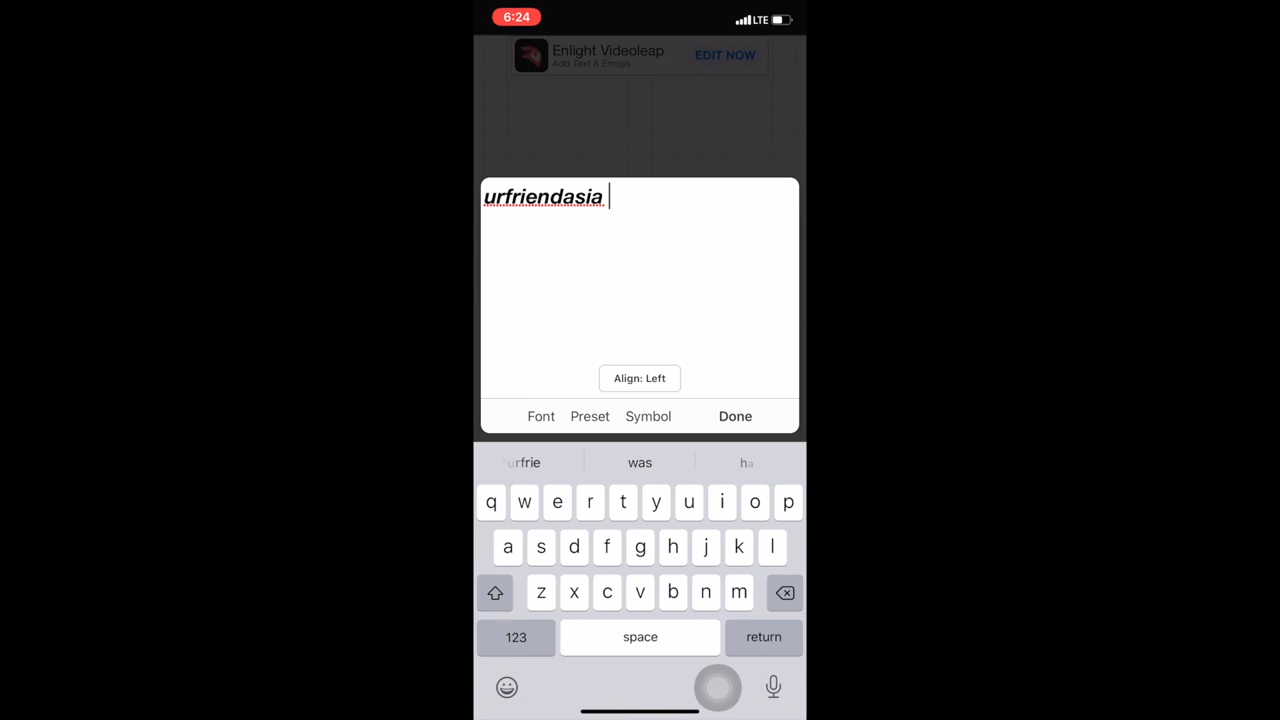 6:24
LTE
Enlight Videoleap
Add Text & Emojis
EDIT NOW
urfriendasia
Align: Left
Font Preset Symbol Done
urfrie was ha
q w e r t y u i o p
a s d f g h j k l
z x c v b n m
123 space return